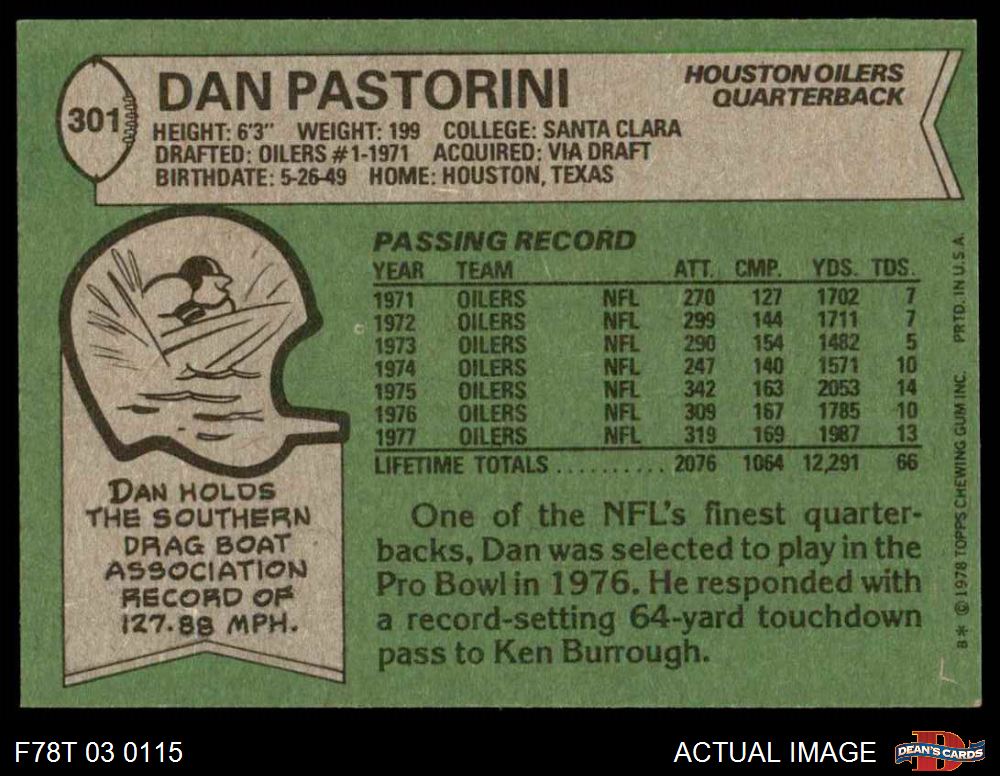 301
DAN PASTORINI
HOUSTON OILERS
QUARTERBACK
HEIGHT: 6'3" WEIGHT: 199 COLLEGE: SANTA CLARA
DRAFTED: OILERS #1-1971 ACQUIRED: VIA DRAFT
BIRTHDATE: 5-26-49 HOME: HOUSTON, TEXAS
PASSING RECORD
YEAR TEAM ATT. CMP. YDS. TDS.
1971 OILERS NFL 270 127 1702 7
1972 OILERS NFL 299 144 1711 7
1973 OILERS NFL 290 154 1482 5
1974 OILERS NFL 247 140 1571 10
1975 OILERS NFL 342 163 2053 14
1976 OILERS NFL 309 167 1785 10
1977 OILERS NFL 319 169 1987 13
LIFETIME TOTALS .......... 2076 1064 12,291 66
DAN HOLDS
THE SOUTHERN
DRAG BOAT
ASSOCIATION
RECORD OF
127.88 MPH.
One of the NFL's finest quarter-
backs, Dan was selected to play in the
Pro Bowl in 1976. He responded with
a record-setting 64-yard touchdown
pass to Ken Burrough.
8* © 1978 TOPPS CHEWING GUM INC. PRTD. IN U.S.A.
F78T 03 0115
ACTUAL IMAGE
DEAN'S CARDS